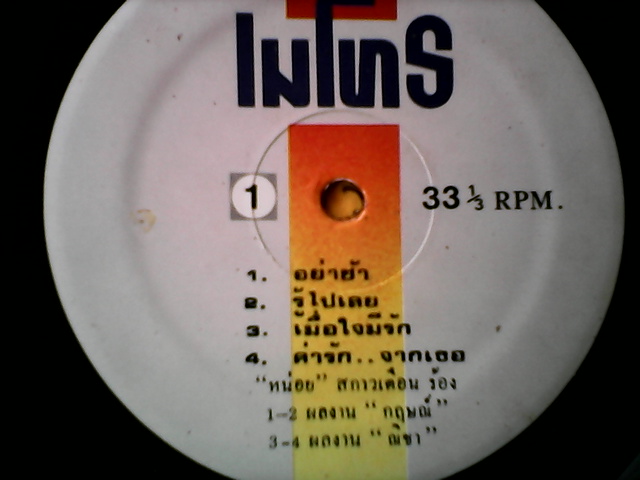 เมโทร
1
33 ⅓ RPM.
1. อย่าย้ำ
2. รู้ไปเลย
3. เมื่อใจมีรัก
4. ค่ารัก..จากเธอ
"หน่อย" สกาวเดือน ร้อง
1-2 ผลงาน "กฤษณ์"
3-4 ผลงาน "ณิชา"